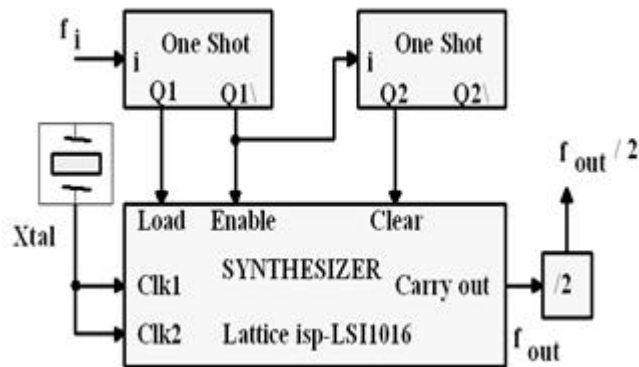 f i
One Shot
i
Q1 Q1\
One Shot
i
Q2 Q2\
f out / 2
Xtal
Load Enable Clear
SYNTHESIZER
Clk1
Carry out
/2
Clk2
Lattice isp-LSI1016
f out